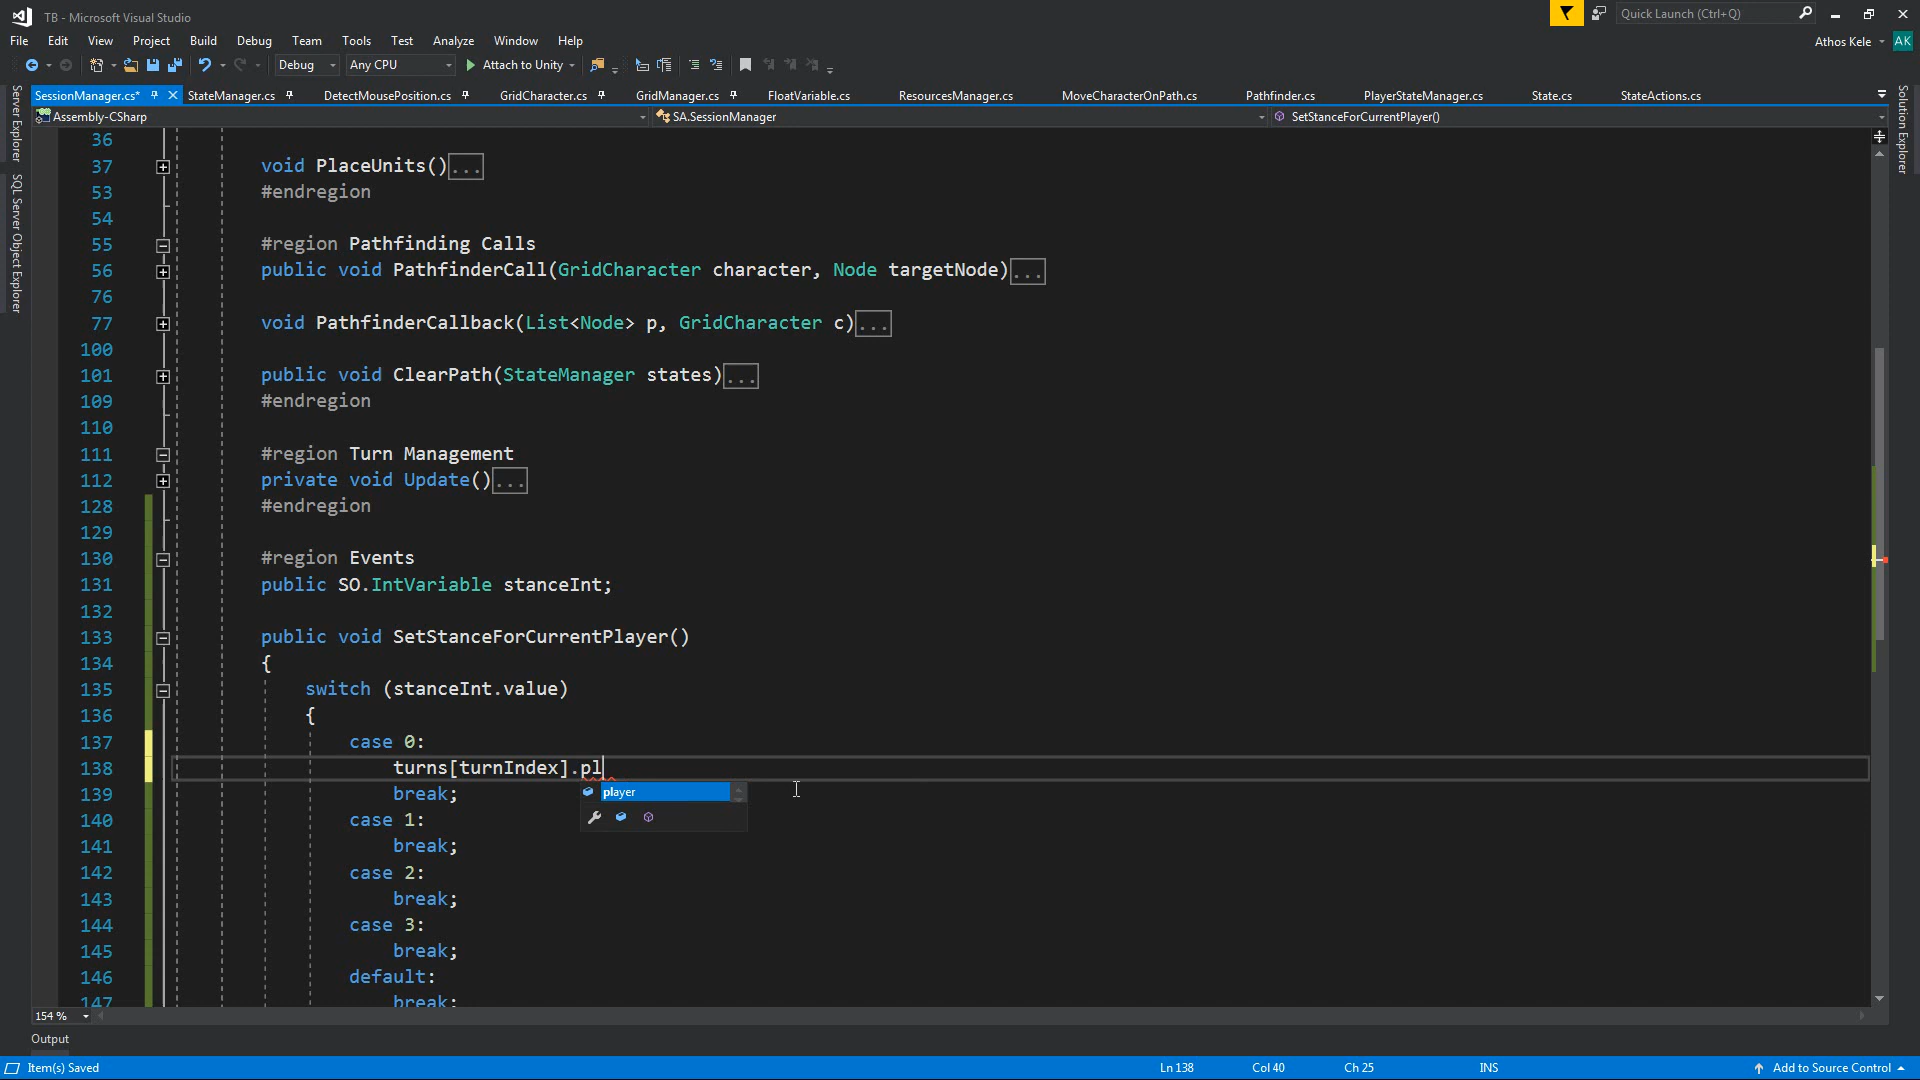 TB - Microsoft Visual Studio
Quick Launch (Ctrl+Q)
File Edit View Project Build Debug Team Tools Test Analyze Window Help
Athos Kele AK
Debug Any CPU Attach to Unity
SessionManager.cs* StateManager.cs DetectMousePosition.cs GridCharacter.cs GridManager.cs FloatVariable.cs ResourcesManager.cs MoveCharacterOnPath.cs Pathfinder.cs PlayerStateManager.cs State.cs StateActions.cs
Assembly-CSharp SA.SessionManager SetStanceForCurrentPlayer()
Server Explorer
SQL Server Object Explorer
Solution Explorer
36
37 void PlaceUnits()...
53 #endregion
54
55 #region Pathfinding Calls
56 public void PathfinderCall(GridCharacter character, Node targetNode)...
76
77 void PathfinderCallback(List<Node> p, GridCharacter c)...
100
101 public void ClearPath(StateManager states)...
109 #endregion
110
111 #region Turn Management
112 private void Update()...
128 #endregion
129
130 #region Events
131 public SO.IntVariable stanceInt;
132
133 public void SetStanceForCurrentPlayer()
134 {
135 switch (stanceInt.value)
136 {
137 case 0:
138 turns[turnIndex].pl
139 break;
player
140 case 1:
141 break;
142 case 2:
143 break;
144 case 3:
145 break;
146 default:
147 break;
154 %
Output
Item(s) Saved Ln 138 Col 40 Ch 25 INS Add to Source Control